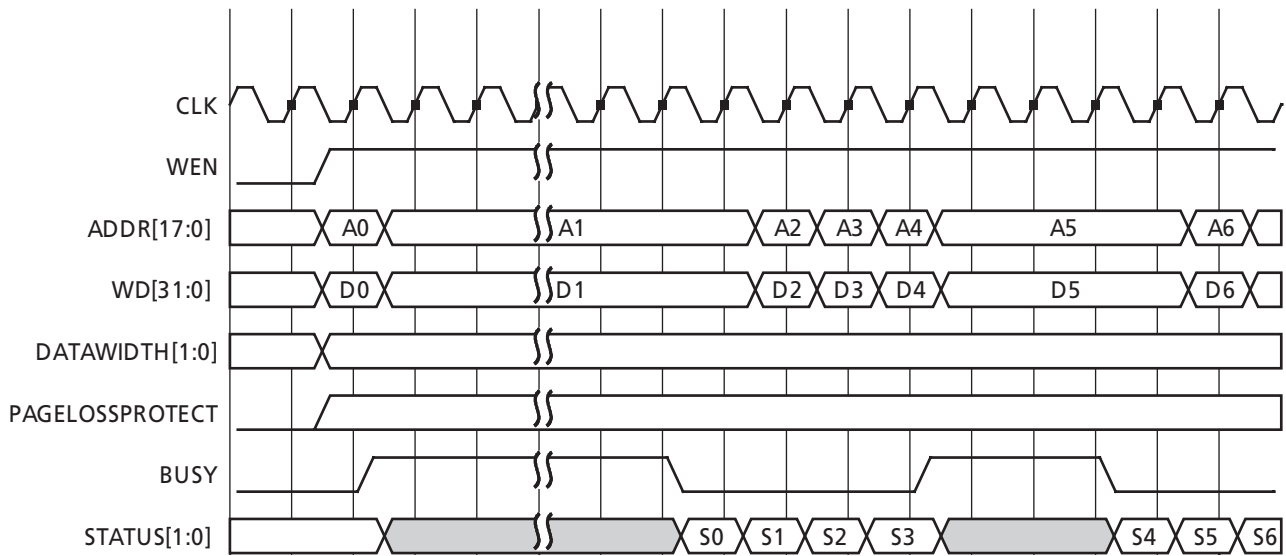 CLK
WEN
ADDR[17:0] A0 A1 A2 A3 A4 A5 A6
WD[31:0] D0 D1 D2 D3 D4 D5 D6
DATAWIDTH[1:0]
PAGELOSSPROTECT
BUSY
STATUS[1:0] S0 S1 S2 S3 S4 S5 S6